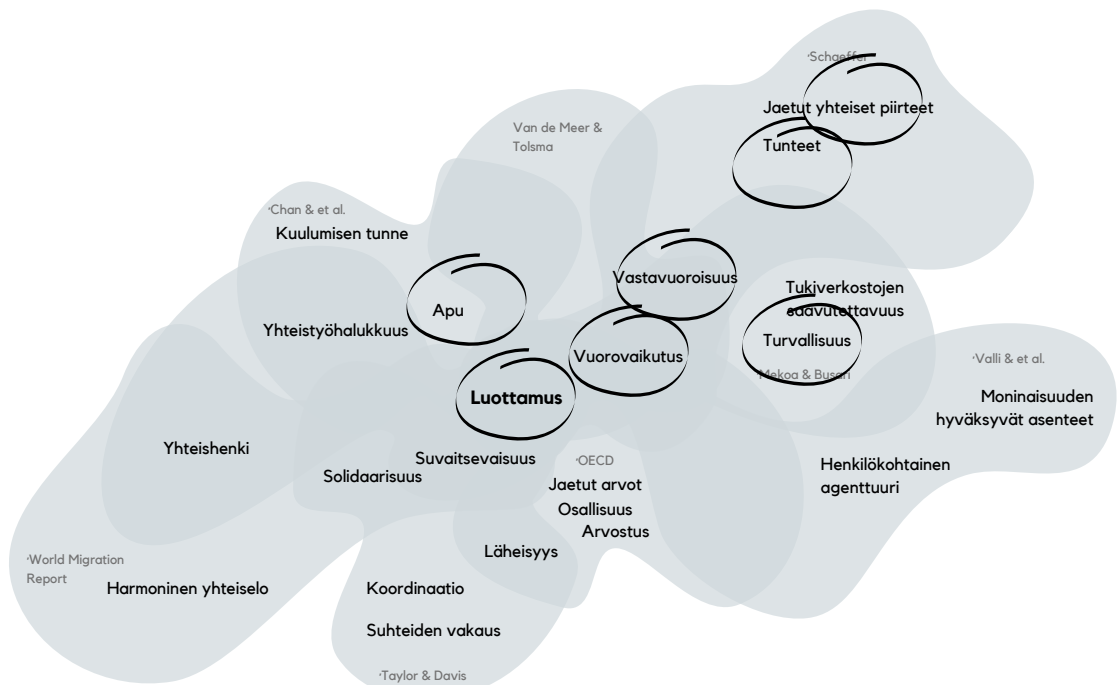 ·Schaeffer
Jaetut yhteiset piirteet
Van de Meer &
Tolsma
Tunteet
·Chan & et al.
Kuulumisen tunne
Vastavuoroisuus
Tukiverkostojen
saavutettavuus
Apu
Yhteistyöhalukkuus
Turvallisuus
Vuorovaikutus
·Valli & et al.
·Mekoa & Busari
Luottamus
Moninaisuuden
hyväksyvät asenteet
Yhteishenki
Suvaitsevaisuus
·OECD
Henkilökohtainen
agenttuuri
Solidaarisuus
Jaetut arvot
Osallisuus
Arvostus
Läheisyys
·World Migration
Report
Harmoninen yhteiselo
Koordinaatio
Suhteiden vakaus
·Taylor & Davis